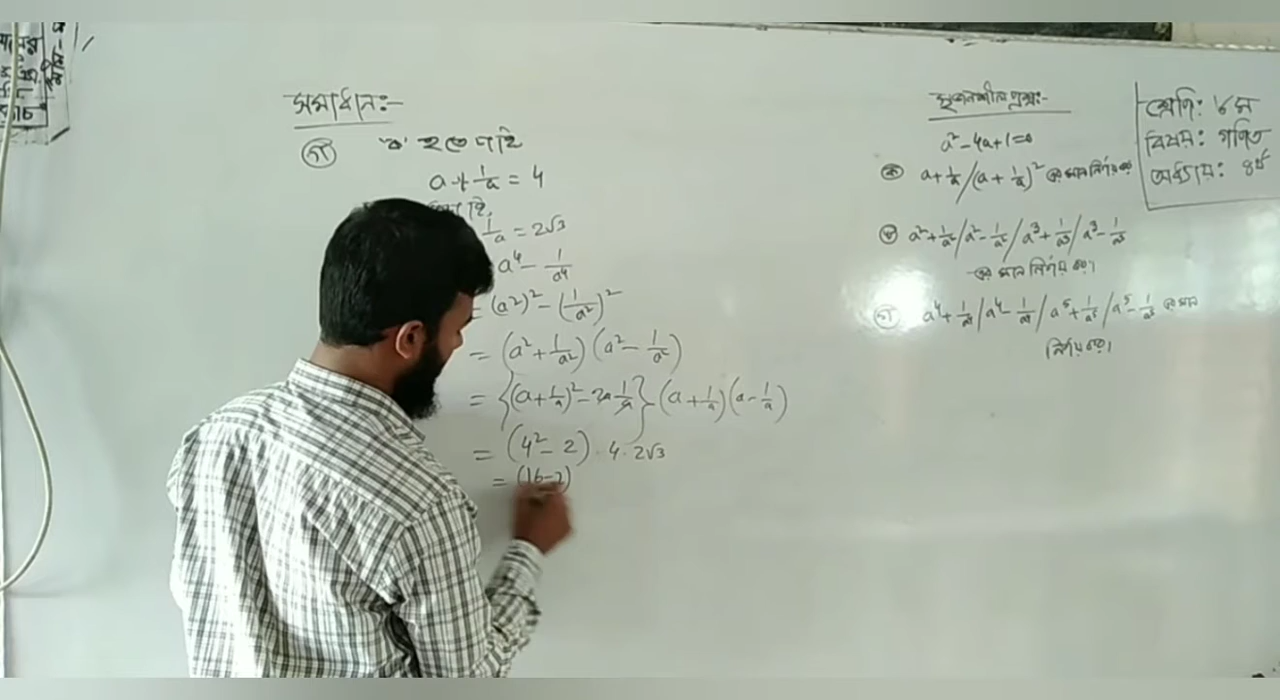 সমাধান:-
(গ) 'ক' হতে পাই
a + 1/a = 4
1/a = 2√3
a⁴ - 1/a⁴
= (a²)² - (1/a²)²
= (a² + 1/a²) (a² - 1/a²)
= {(a + 1/a)² - 2a 1/a} (a + 1/a) (a - 1/a)
= (4² - 2) · 4 · 2√3
= (16-2)
সৃজনশীল প্রশ্ন:-
a² - 4a + 1 = 0
(ক) a + 1/a / (a + 1/a)² এর মান নির্ণয় কর
(খ) a² + 1/a² / a² - 1/a² / a³ + 1/a³ / a³ - 1/a³
-এর মান নির্ণয় কর।
(গ) a⁴ + 1/a⁴ / a⁴ - 1/a⁴ / a⁵ + 1/a⁵ / a⁵ - 1/a⁵ এর মান
নির্ণয় কর।
শ্রেণি: ৮ম
বিষয়: গণিত
অধ্যায়: ৪র্থ